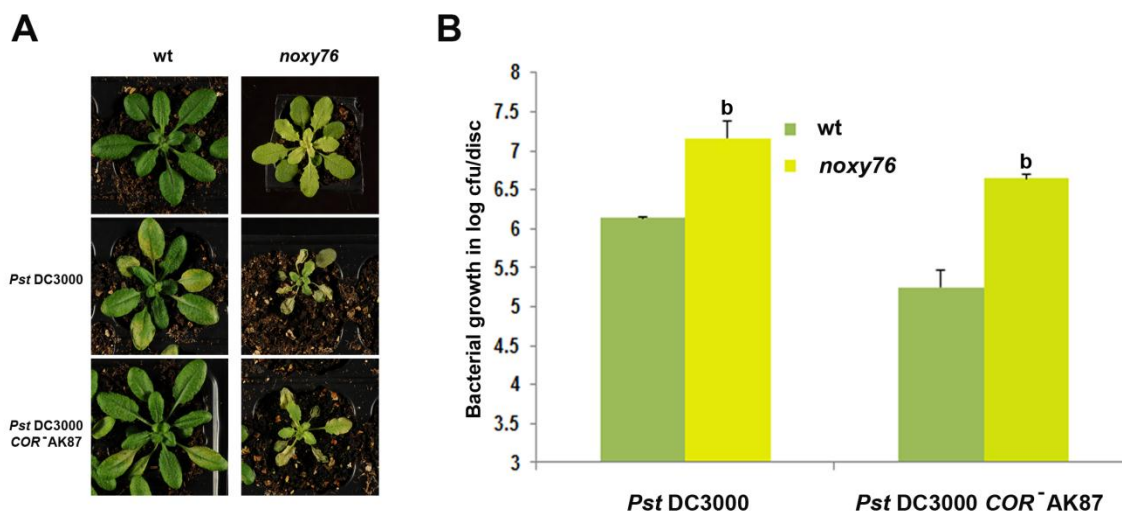 A
wt
noxy76
Pst DC3000
Pst DC3000
COR⁻AK87
B
Bacterial growth in log cfu/disc
8
7.5
7
6.5
6
5.5
5
4.5
4
3.5
3
b
b
wt
noxy76
Pst DC3000
Pst DC3000 COR⁻AK87